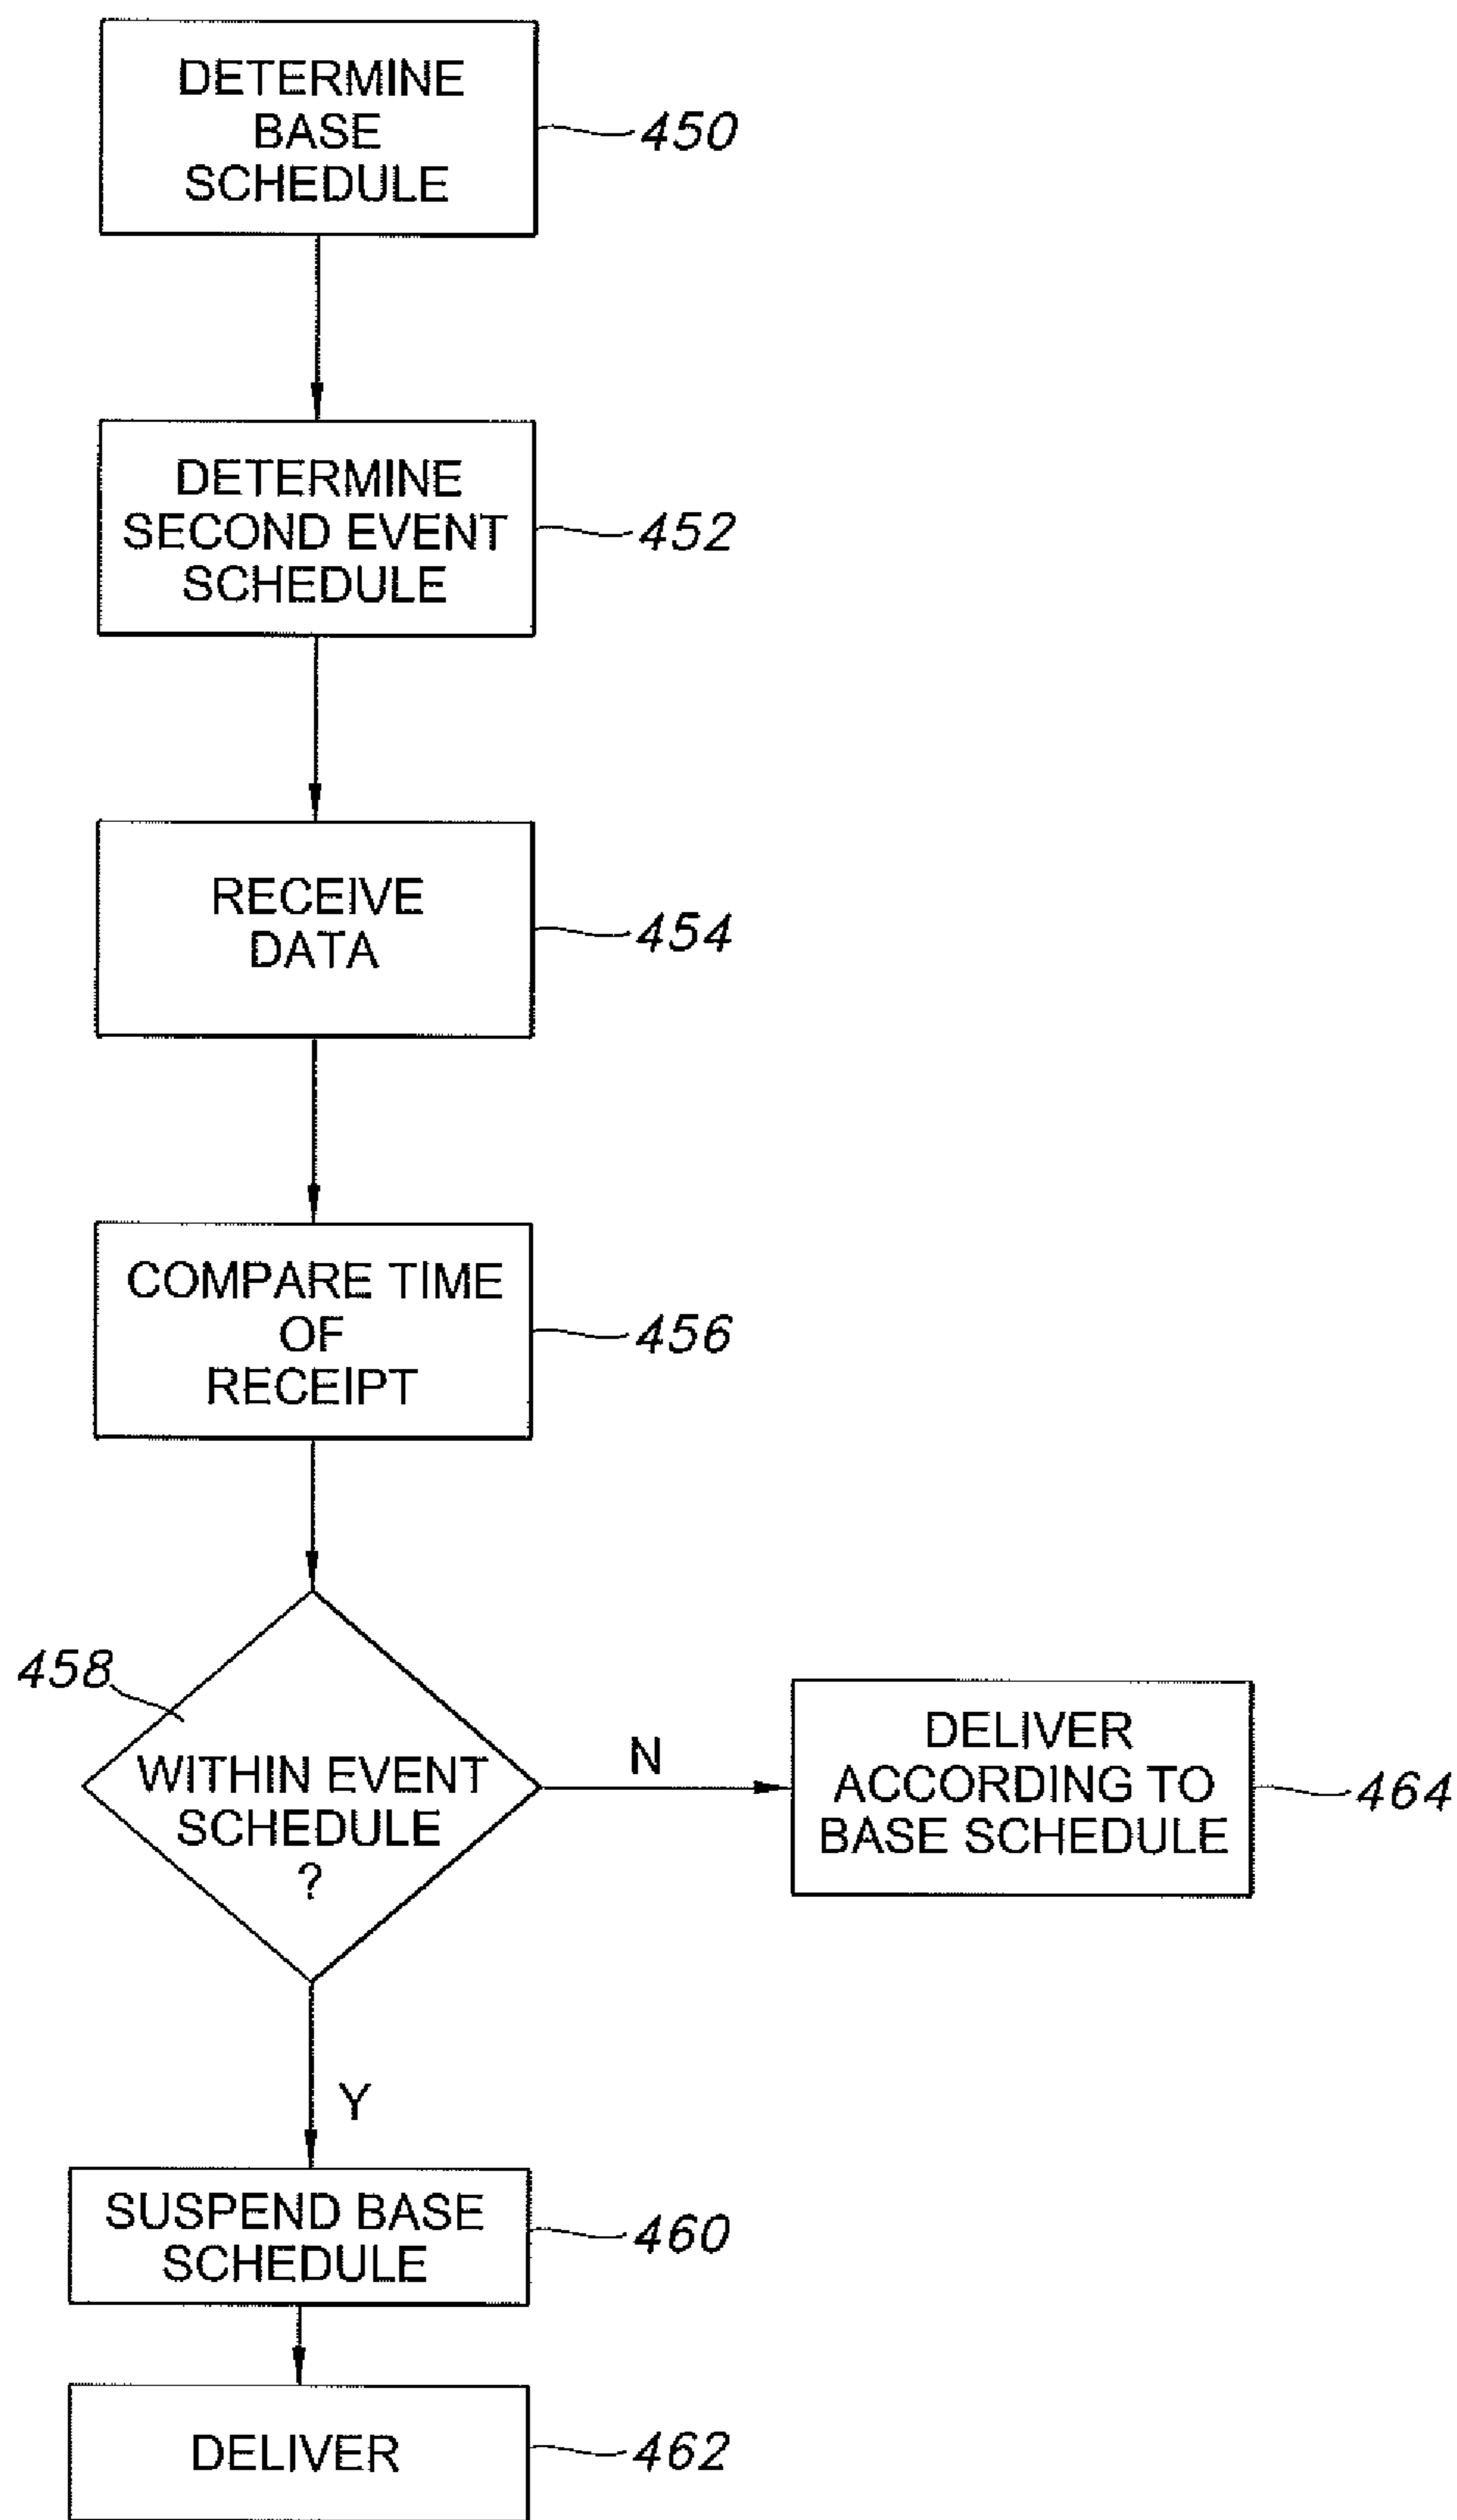 DETERMINE
BASE
SCHEDULE
450
DETERMINE
SECOND EVENT
SCHEDULE
452
RECEIVE
DATA
454
COMPARE TIME
OF
RECEIPT
456
458
WITHIN EVENT
SCHEDULE
?
N
DELIVER
ACCORDING TO
BASE SCHEDULE
464
Y
SUSPEND BASE
SCHEDULE
460
DELIVER
462